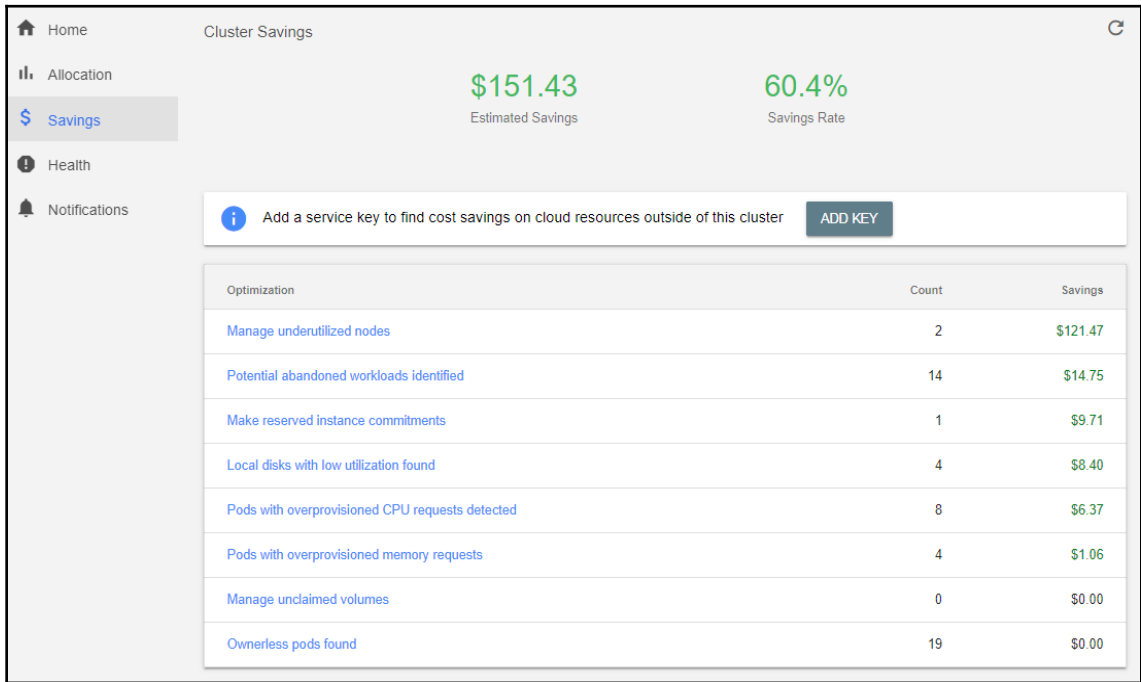 Home
Cluster Savings
Allocation
$151.43 60.4%
Estimated Savings Savings Rate
Savings
Health
Notifications
Add a service key to find cost savings on cloud resources outside of this cluster ADD KEY
Optimization Count Savings
Manage underutilized nodes 2 $121.47
Potential abandoned workloads identified 14 $14.75
Make reserved instance commitments 1 $9.71
Local disks with low utilization found 4 $8.40
Pods with overprovisioned CPU requests detected 8 $6.37
Pods with overprovisioned memory requests 4 $1.06
Manage unclaimed volumes 0 $0.00
Ownerless pods found 19 $0.00